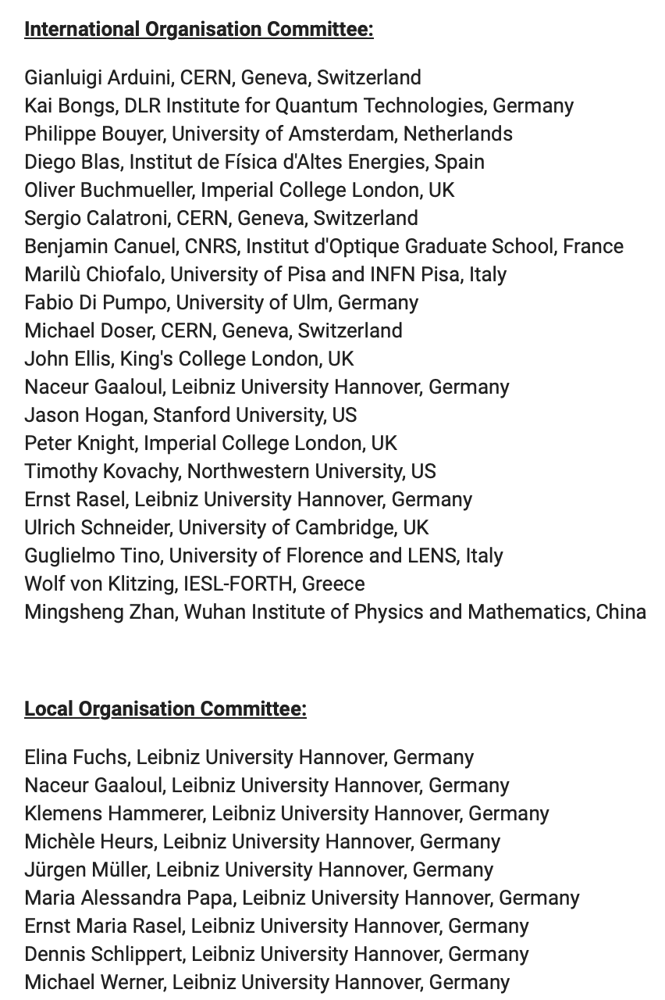 International Organisation Committee:
Gianluigi Arduini, CERN, Geneva, Switzerland
Kai Bongs, DLR Institute for Quantum Technologies, Germany
Philippe Bouyer, University of Amsterdam, Netherlands
Diego Blas, Institut de Física d'Altes Energies, Spain
Oliver Buchmueller, Imperial College London, UK
Sergio Calatroni, CERN, Geneva, Switzerland
Benjamin Canuel, CNRS, Institut d'Optique Graduate School, France
Marilù Chiofalo, University of Pisa and INFN Pisa, Italy
Fabio Di Pumpo, University of Ulm, Germany
Michael Doser, CERN, Geneva, Switzerland
John Ellis, King's College London, UK
Naceur Gaaloul, Leibniz University Hannover, Germany
Jason Hogan, Stanford University, US
Peter Knight, Imperial College London, UK
Timothy Kovachy, Northwestern University, US
Ernst Rasel, Leibniz University Hannover, Germany
Ulrich Schneider, University of Cambridge, UK
Guglielmo Tino, University of Florence and LENS, Italy
Wolf von Klitzing, IESL-FORTH, Greece
Mingsheng Zhan, Wuhan Institute of Physics and Mathematics, China
Local Organisation Committee:
Elina Fuchs, Leibniz University Hannover, Germany
Naceur Gaaloul, Leibniz University Hannover, Germany
Klemens Hammerer, Leibniz University Hannover, Germany
Michèle Heurs, Leibniz University Hannover, Germany
Jürgen Müller, Leibniz University Hannover, Germany
Maria Alessandra Papa, Leibniz University Hannover, Germany
Ernst Maria Rasel, Leibniz University Hannover, Germany
Dennis Schlippert, Leibniz University Hannover, Germany
Michael Werner, Leibniz University Hannover, Germany